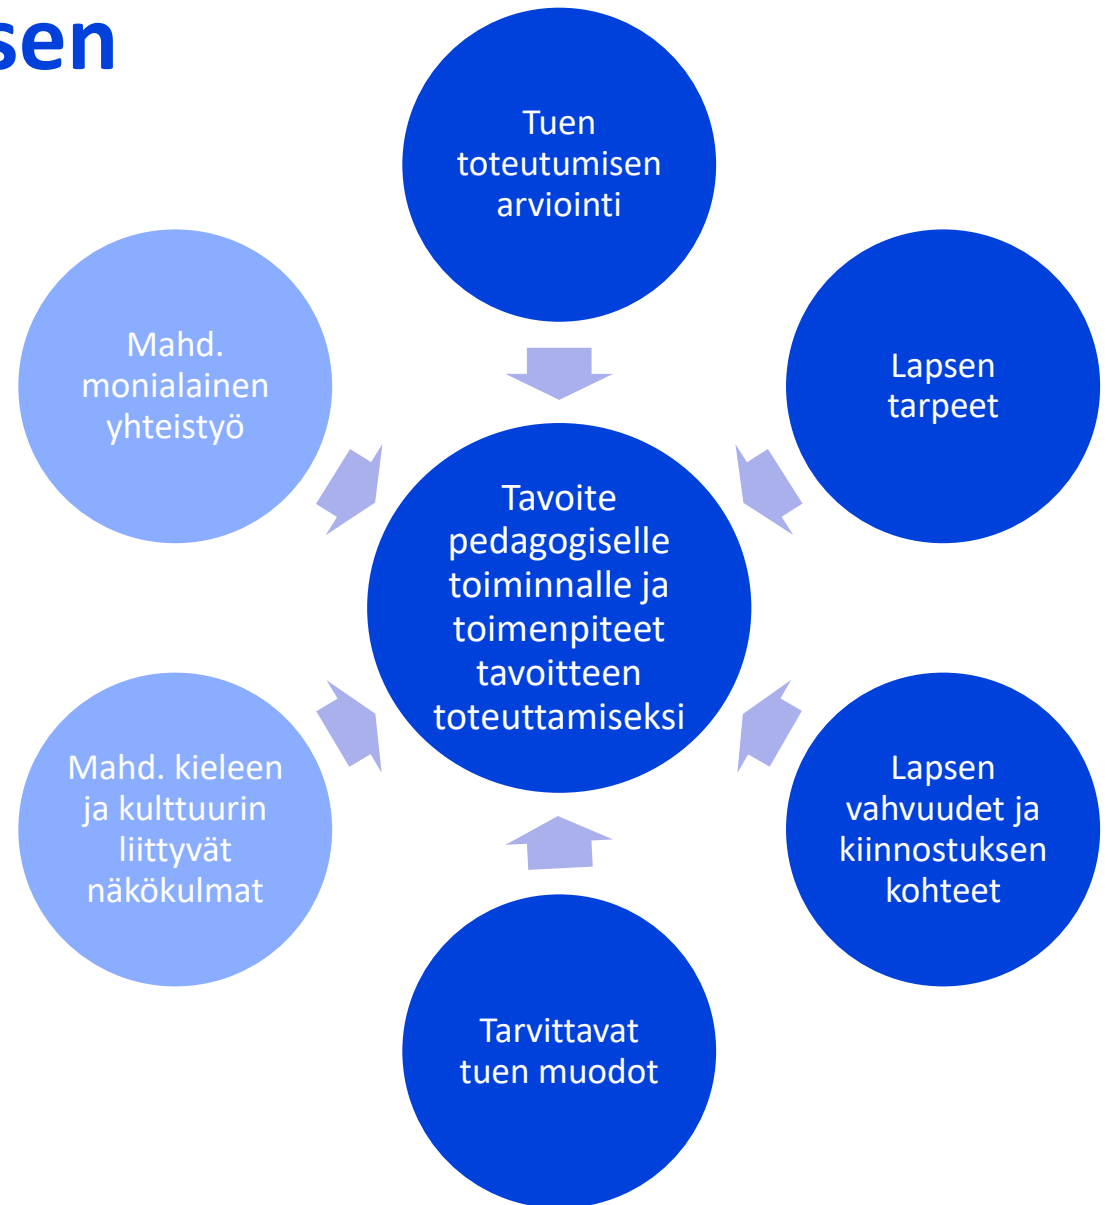 sen
Tuen
toteutumisen
arviointi
Mahd.
monialainen
yhteistyö
Lapsen
tarpeet
Tavoite
pedagogiselle
toiminnalle ja
toimenpiteet
tavoitteen
toteuttamiseksi
Mahd. kieleen
ja kulttuurin
liittyvät
näkökulmat
Lapsen
vahvuudet ja
kiinnostuksen
kohteet
Tarvittavat
tuen muodot